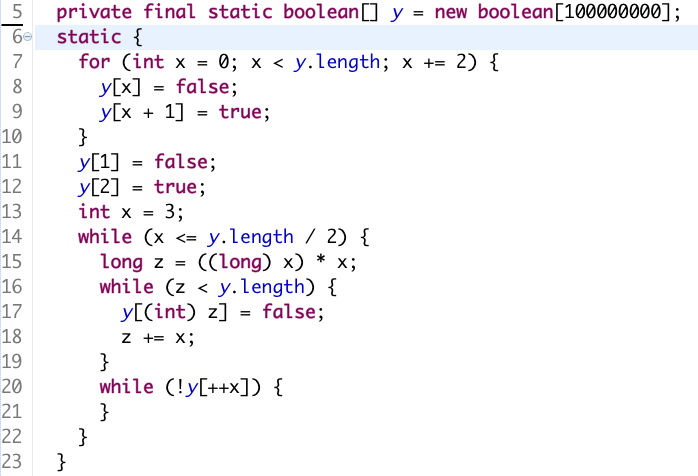 5 private final static boolean[] y = new boolean[100000000];
6 static {
7 for (int x = 0; x < y.length; x += 2) {
8 y[x] = false;
9 y[x + 1] = true;
10 }
11 y[1] = false;
12 y[2] = true;
13 int x = 3;
14 while (x <= y.length / 2) {
15 long z = ((long) x) * x;
16 while (z < y.length) {
17 y[(int) z] = false;
18 z += x;
19 }
20 while (!y[++x]) {
21 }
22 }
23 }